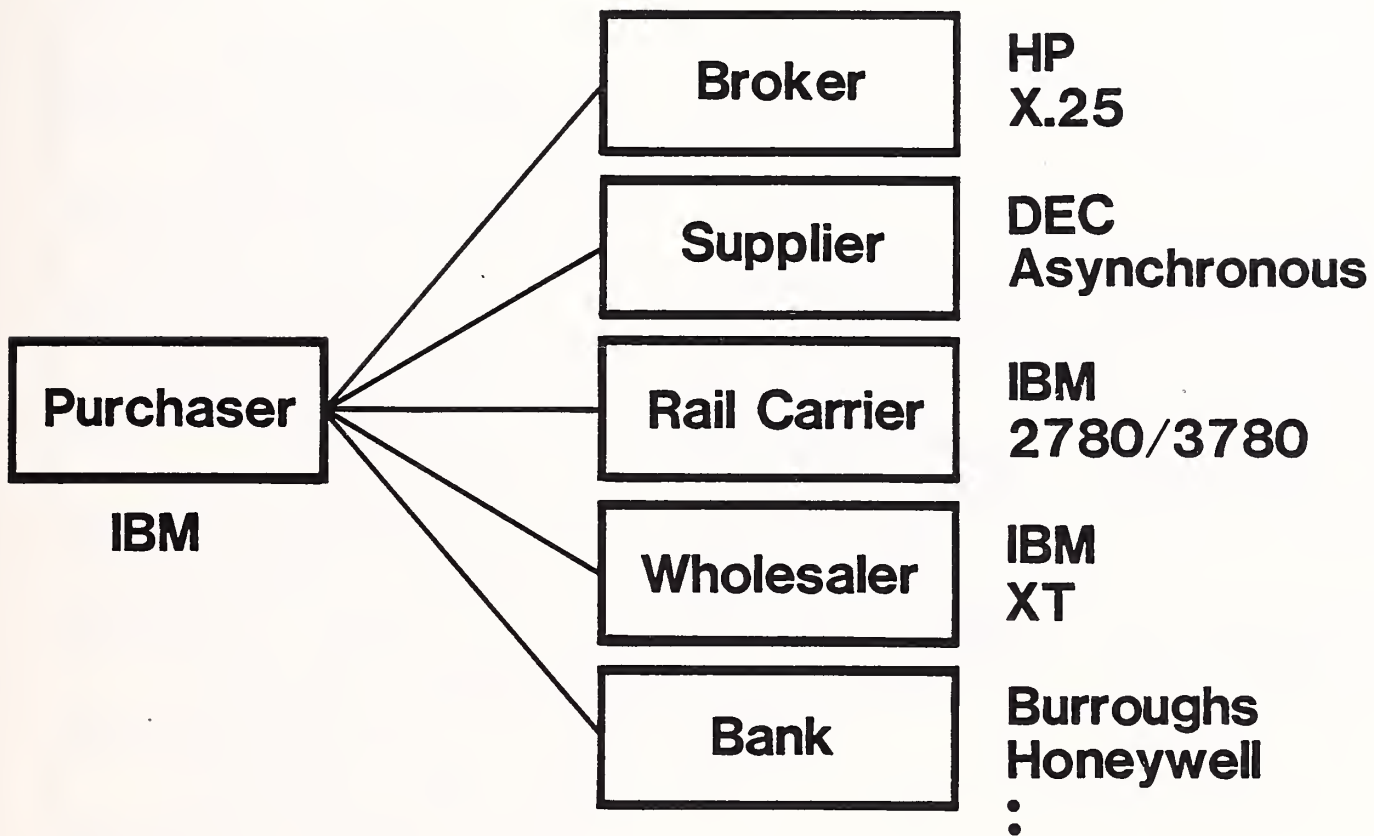 Broker
HP
X.25
Supplier
DEC
Asynchronous
Purchaser
IBM
Rail Carrier
IBM
2780/3780
Wholesaler
IBM
XT
Bank
Burroughs
Honeywell